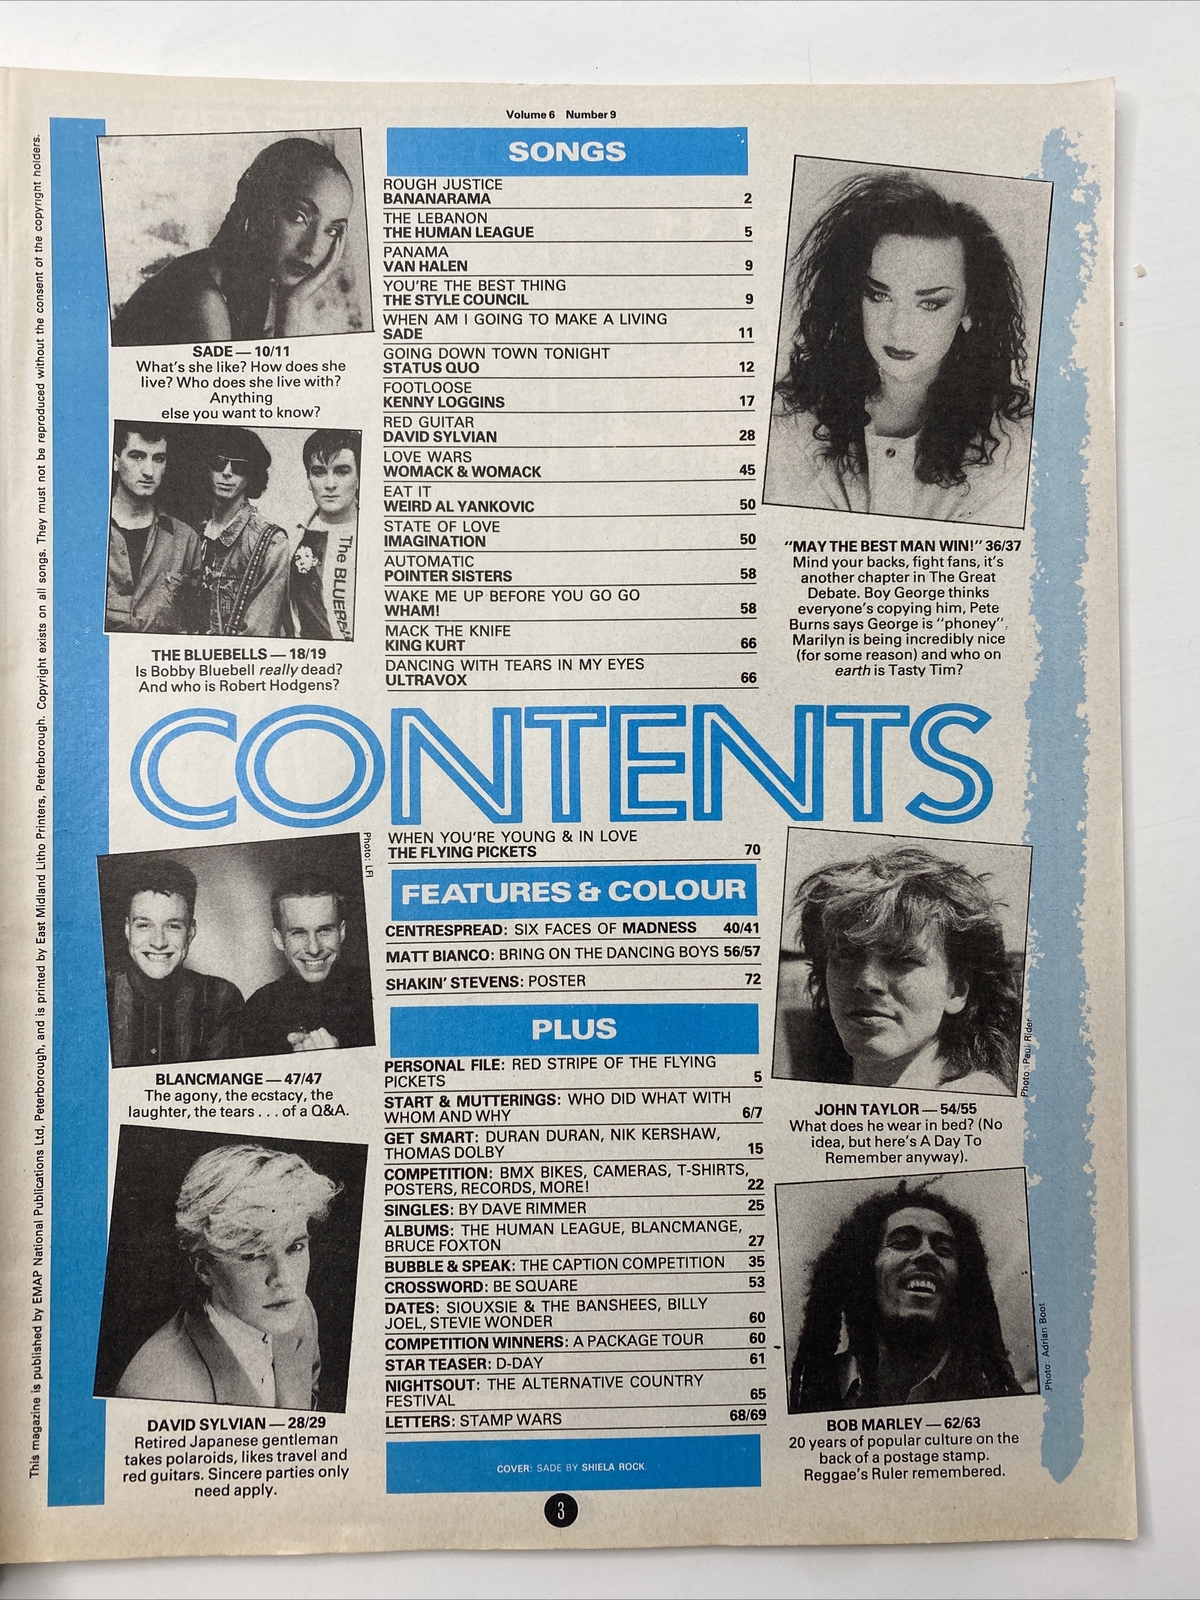 Volume 6 Number 9
This magazine is published by EMAP National Publications Ltd, Peterborough, and is printed by East Midland Litho Printers, Peterborough. Copyright exists on all songs. They must not be reproduced without the consent of the copyright holders.
SADE — 10/11
What's she like? How does she
live? Who does she live with?
Anything
else you want to know?
The BLUEBE
THE BLUEBELLS — 18/19
Is Bobby Bluebell really dead?
And who is Robert Hodgens?
SONGS
ROUGH JUSTICE
BANANARAMA 2
THE LEBANON
THE HUMAN LEAGUE 5
PANAMA
VAN HALEN 9
YOU'RE THE BEST THING
THE STYLE COUNCIL 9
WHEN AM I GOING TO MAKE A LIVING
SADE 11
GOING DOWN TOWN TONIGHT
STATUS QUO 12
FOOTLOOSE
KENNY LOGGINS 17
RED GUITAR
DAVID SYLVIAN 28
LOVE WARS
WOMACK & WOMACK 45
EAT IT
WEIRD AL YANKOVIC 50
STATE OF LOVE
IMAGINATION 50
AUTOMATIC
POINTER SISTERS 58
WAKE ME UP BEFORE YOU GO GO
WHAM! 58
MACK THE KNIFE
KING KURT 66
DANCING WITH TEARS IN MY EYES
ULTRAVOX 66
"MAY THE BEST MAN WIN!" 36/37
Mind your backs, fight fans, it's
another chapter in The Great
Debate. Boy George thinks
everyone's copying him, Pete
Burns says George is "phoney",
Marilyn is being incredibly nice
(for some reason) and who on
earth is Tasty Tim?
CONTENTS
Photo: LFI
BLANCMANGE — 47/47
The agony, the ecstacy, the
laughter, the tears . . . of a Q&A.
DAVID SYLVIAN — 28/29
Retired Japanese gentleman
takes polaroids, likes travel and
red guitars. Sincere parties only
need apply.
WHEN YOU'RE YOUNG & IN LOVE
THE FLYING PICKETS 70
FEATURES & COLOUR
CENTRESPREAD: SIX FACES OF MADNESS 40/41
MATT BIANCO: BRING ON THE DANCING BOYS 56/57
SHAKIN' STEVENS: POSTER 72
PLUS
PERSONAL FILE: RED STRIPE OF THE FLYING
PICKETS 5
START & MUTTERINGS: WHO DID WHAT WITH
WHOM AND WHY 6/7
GET SMART: DURAN DURAN, NIK KERSHAW,
THOMAS DOLBY 15
COMPETITION: BMX BIKES, CAMERAS, T-SHIRTS,
POSTERS, RECORDS, MORE! 22
SINGLES: BY DAVE RIMMER 25
ALBUMS: THE HUMAN LEAGUE, BLANCMANGE,
BRUCE FOXTON 27
BUBBLE & SPEAK: THE CAPTION COMPETITION 35
CROSSWORD: BE SQUARE 53
DATES: SIOUXSIE & THE BANSHEES, BILLY
JOEL, STEVIE WONDER 60
COMPETITION WINNERS: A PACKAGE TOUR 60
STAR TEASER: D-DAY 61
NIGHTSOUT: THE ALTERNATIVE COUNTRY
FESTIVAL 65
LETTERS: STAMP WARS 68/69
COVER: SADE BY SHIELA ROCK.
3
Photo: Paul Rider
JOHN TAYLOR — 54/55
What does he wear in bed? (No
idea, but here's A Day To
Remember anyway).
Photo: Adrian Boot
BOB MARLEY — 62/63
20 years of popular culture on the
back of a postage stamp.
Reggae's Ruler remembered.